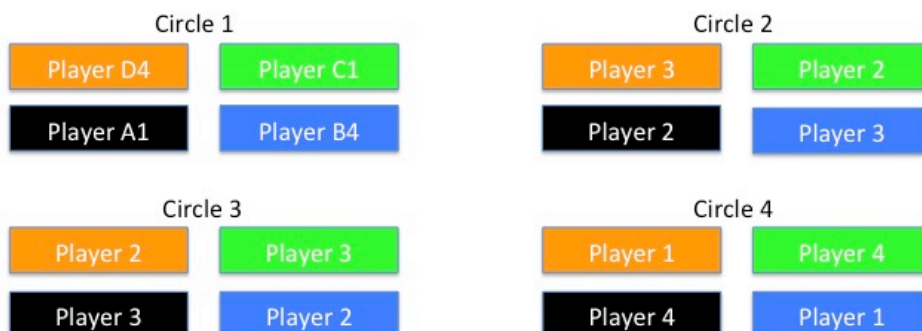 Circle 1
Player D4
Player C1
Player A1
Player B4
Circle 2
Player 3
Player 2
Player 2
Player 3
Circle 3
Player 2
Player 3
Player 3
Player 2
Circle 4
Player 1
Player 4
Player 4
Player 1